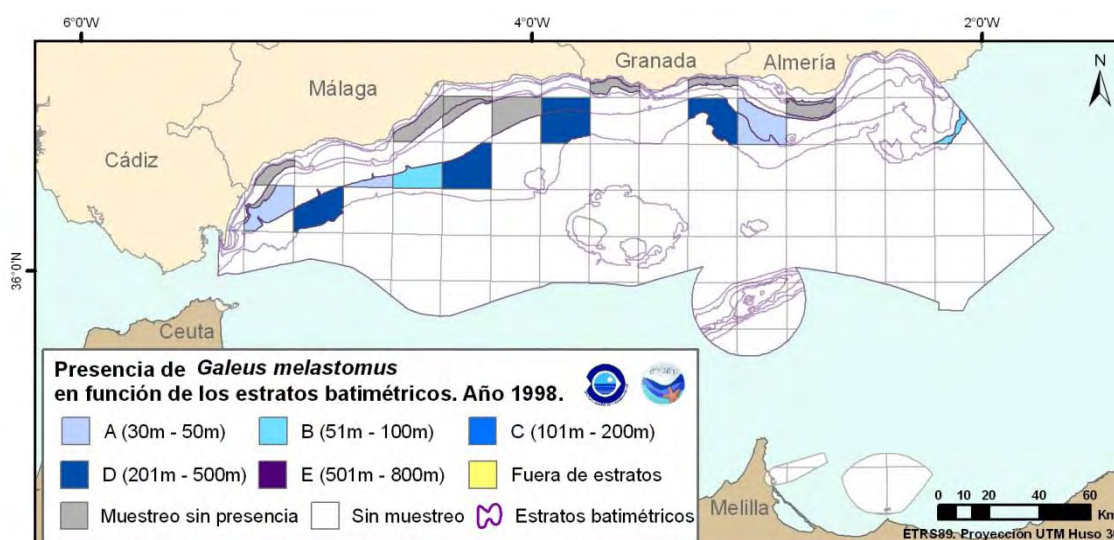 6°0'W 4°0'W 2°0'W
Granada
Almería
N
Málaga
Cádiz
36°0'N
Ceuta
Presencia de Galeus melastomus
en función de los estratos batimétricos. Año 1998.
A (30m - 50m) B (51m - 100m) C (101m - 200m)
D (201m - 500m) E (501m - 800m) Fuera de estratos
Muestreo sin presencia Sin muestreo Estratos batimétricos
Melilla
0 10 20 40 60
Km
ETRS89. Proyección UTM Huso 3